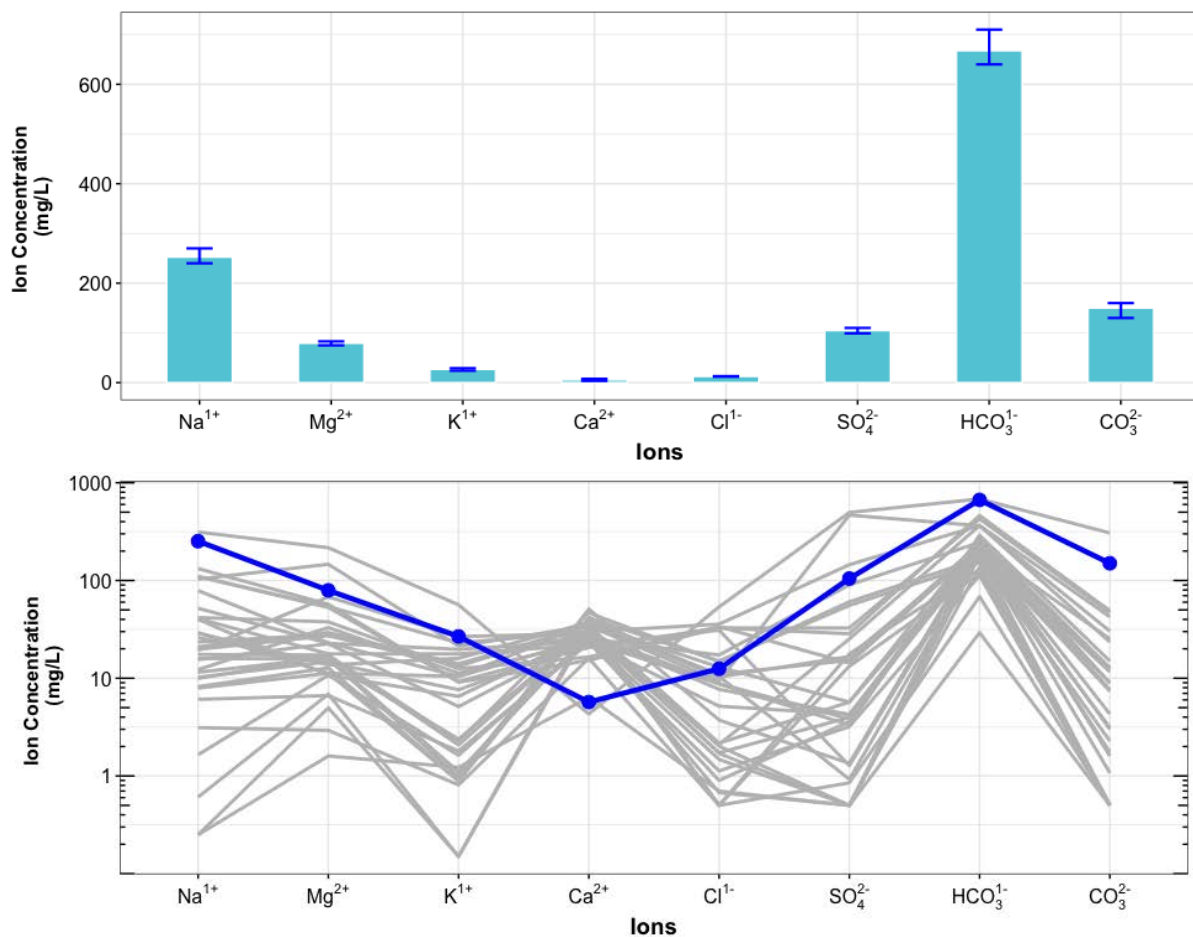 Ion Concentration
(mg/L)
600
400
200
0
Na¹⁺ Mg²⁺ K¹⁺ Ca²⁺ Cl¹⁻ SO₄²⁻ HCO₃¹⁻ CO₃²⁻
Ions
Ion Concentration
(mg/L)
1000
100
10
1
Na¹⁺ Mg²⁺ K¹⁺ Ca²⁺ Cl¹⁻ SO₄²⁻ HCO₃¹⁻ CO₃²⁻
Ions